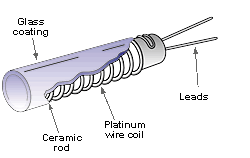 Glass
coating
Leads
Platinum
wire coil
Ceramic
rod